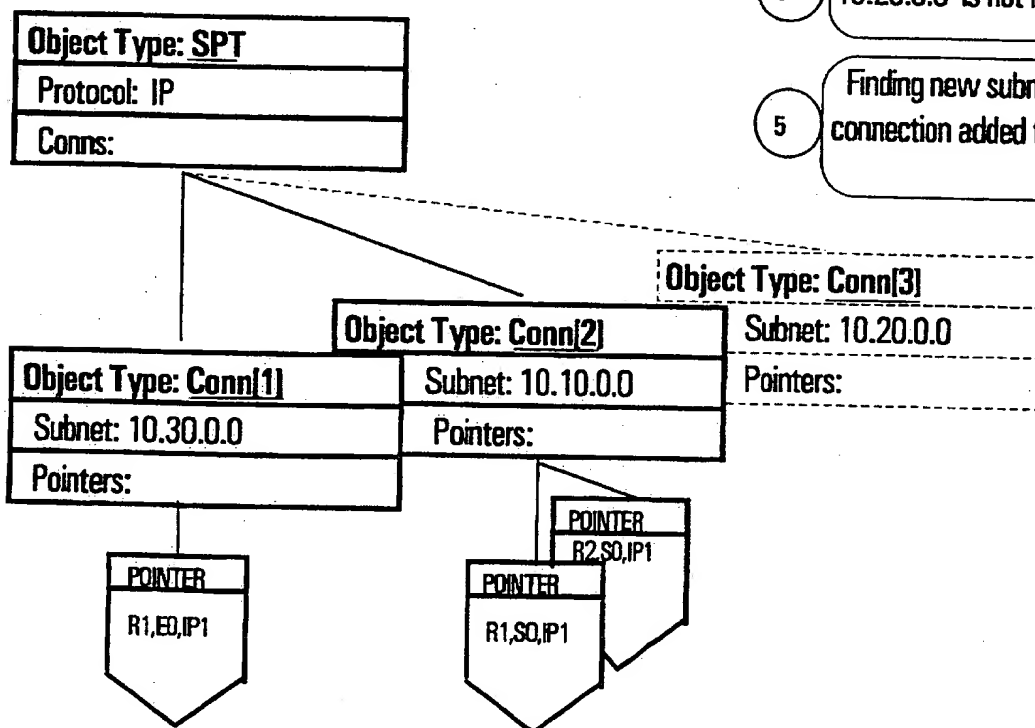 10.20.0.0 is not
Finding new
5
connection added
Object Type: SPT
Protocol: IP
Conns:
Object Type: Conn[3]
Subnet: 10.20.0.0
Pointers:
Object Type: Conn[2]
Subnet: 10.10.0.0
Pointers:
Object Type: Conn[1]
Subnet: 10.30.0.0
Pointers:
POINTER
R2,S0,IP1
POINTER
R1,E0,IP1
POINTER
R1,S0,IP1